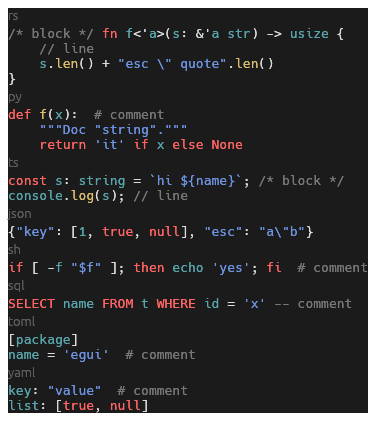 rs
/* block */ fn f<'a>(s: &'a str) -> usize {
    // line
    s.len() + "esc \" quote".len()
}
py
def f(x):  # comment
    """Doc "string"."""
    return 'it' if x else None
ts
const s: string = `hi ${name}`; /* block */
console.log(s); // line
json
{"key": [1, true, null], "esc": "a\"b"}
sh
if [ -f "$f" ]; then echo 'yes'; fi  # comment
sql
SELECT name FROM t WHERE id = 'x' -- comment
toml
[package]
name = 'egui'  # comment
yaml
key: "value"  # comment
list: [true, null]